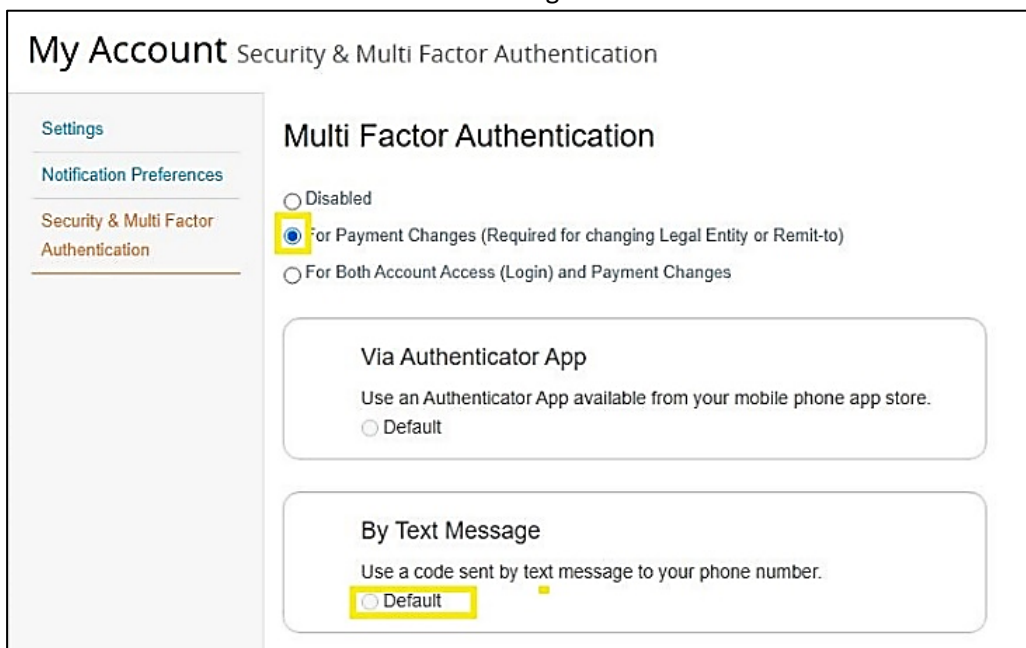 My Account Security & Multi Factor Authentication
Settings
Notification Preferences
Security & Multi Factor
Authentication
Multi Factor Authentication
Disabled
For Payment Changes (Required for changing Legal Entity or Remit-to)
For Both Account Access (Login) and Payment Changes
Via Authenticator App
Use an Authenticator App available from your mobile phone app store.
Default
By Text Message
Use a code sent by text message to your phone number.
Default